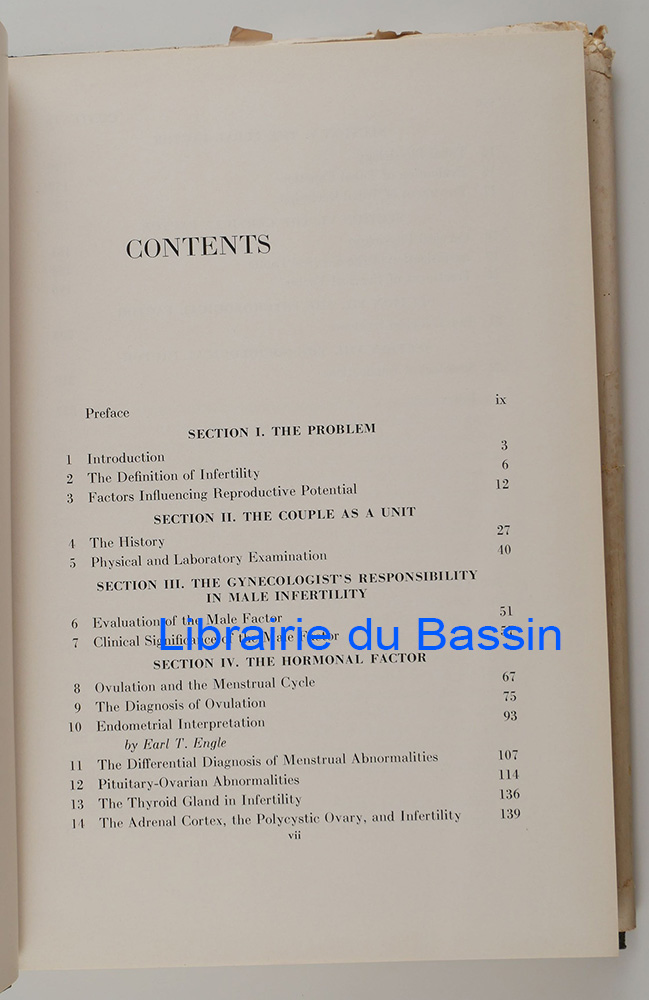 CONTENTS
Preface ix
SECTION I. THE PROBLEM
1 Introduction 3
2 The Definition of Infertility 6
3 Factors Influencing Reproductive Potential 12
SECTION II. THE COUPLE AS A UNIT
4 The History 27
5 Physical and Laboratory Examination 40
SECTION III. THE GYNECOLOGIST'S RESPONSIBILITY
IN MALE INFERTILITY
6 Evaluation of the Male Factor 51
7 Clinical Significance of the Male Factor
Librairie du Bassin
SECTION IV. THE HORMONAL FACTOR
8 Ovulation and the Menstrual Cycle 67
9 The Diagnosis of Ovulation 75
10 Endometrial Interpretation 93
by Earl T. Engle
11 The Differential Diagnosis of Menstrual Abnormalities 107
12 Pituitary-Ovarian Abnormalities 114
13 The Thyroid Gland in Infertility 136
14 The Adrenal Cortex, the Polycystic Ovary, and Infertility 139
vii